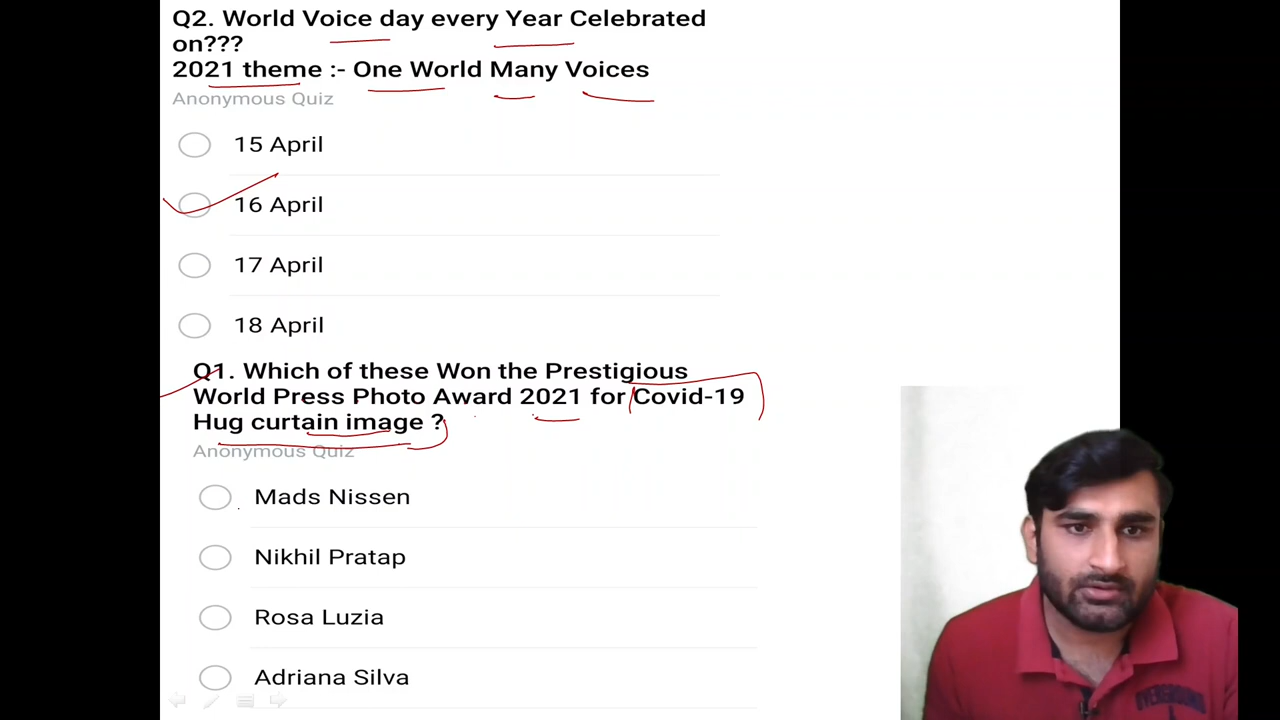 Q2. World Voice day every Year Celebrated
on???
2021 theme :- One World Many Voices
Anonymous Quiz
15 April
16 April
17 April
18 April
Q1. Which of these Won the Prestigious
World Press Photo Award 2021 for Covid-19
Hug curtain image ?
Anonymous Quiz
Mads Nissen
Nikhil Pratap
Rosa Luzia
Adriana Silva